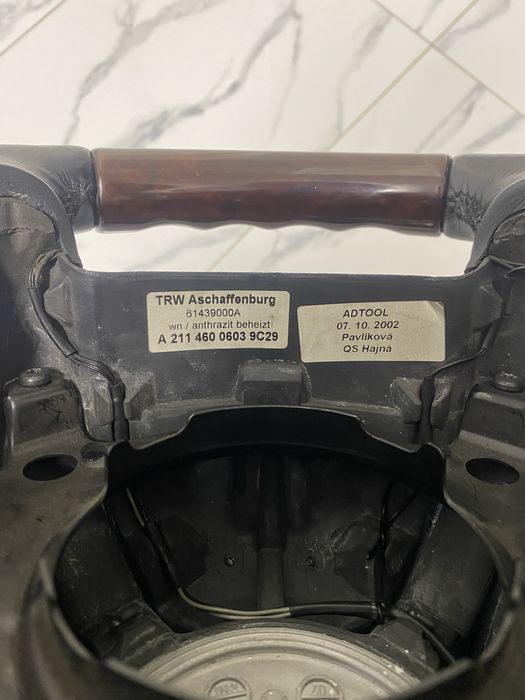 TRW Aschaffenburg
61439000A
wn / anthrazit beheizt
A 211 460 0603 9C29
ADTOOL
07. 10. 2002
Pavlíková
QS Hajná